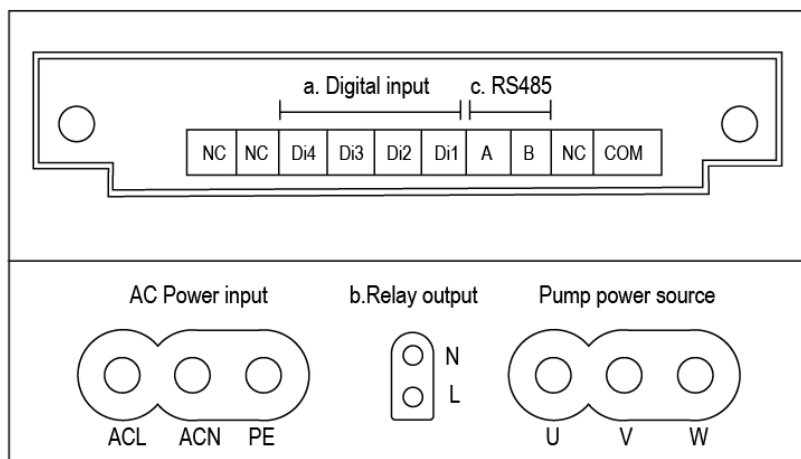 a. Digital input c. RS485
NC NC Di4 Di3 Di2 Di1 A B NC COM
AC Power input b.Relay output Pump power source
N
L
ACL ACN PE U V W